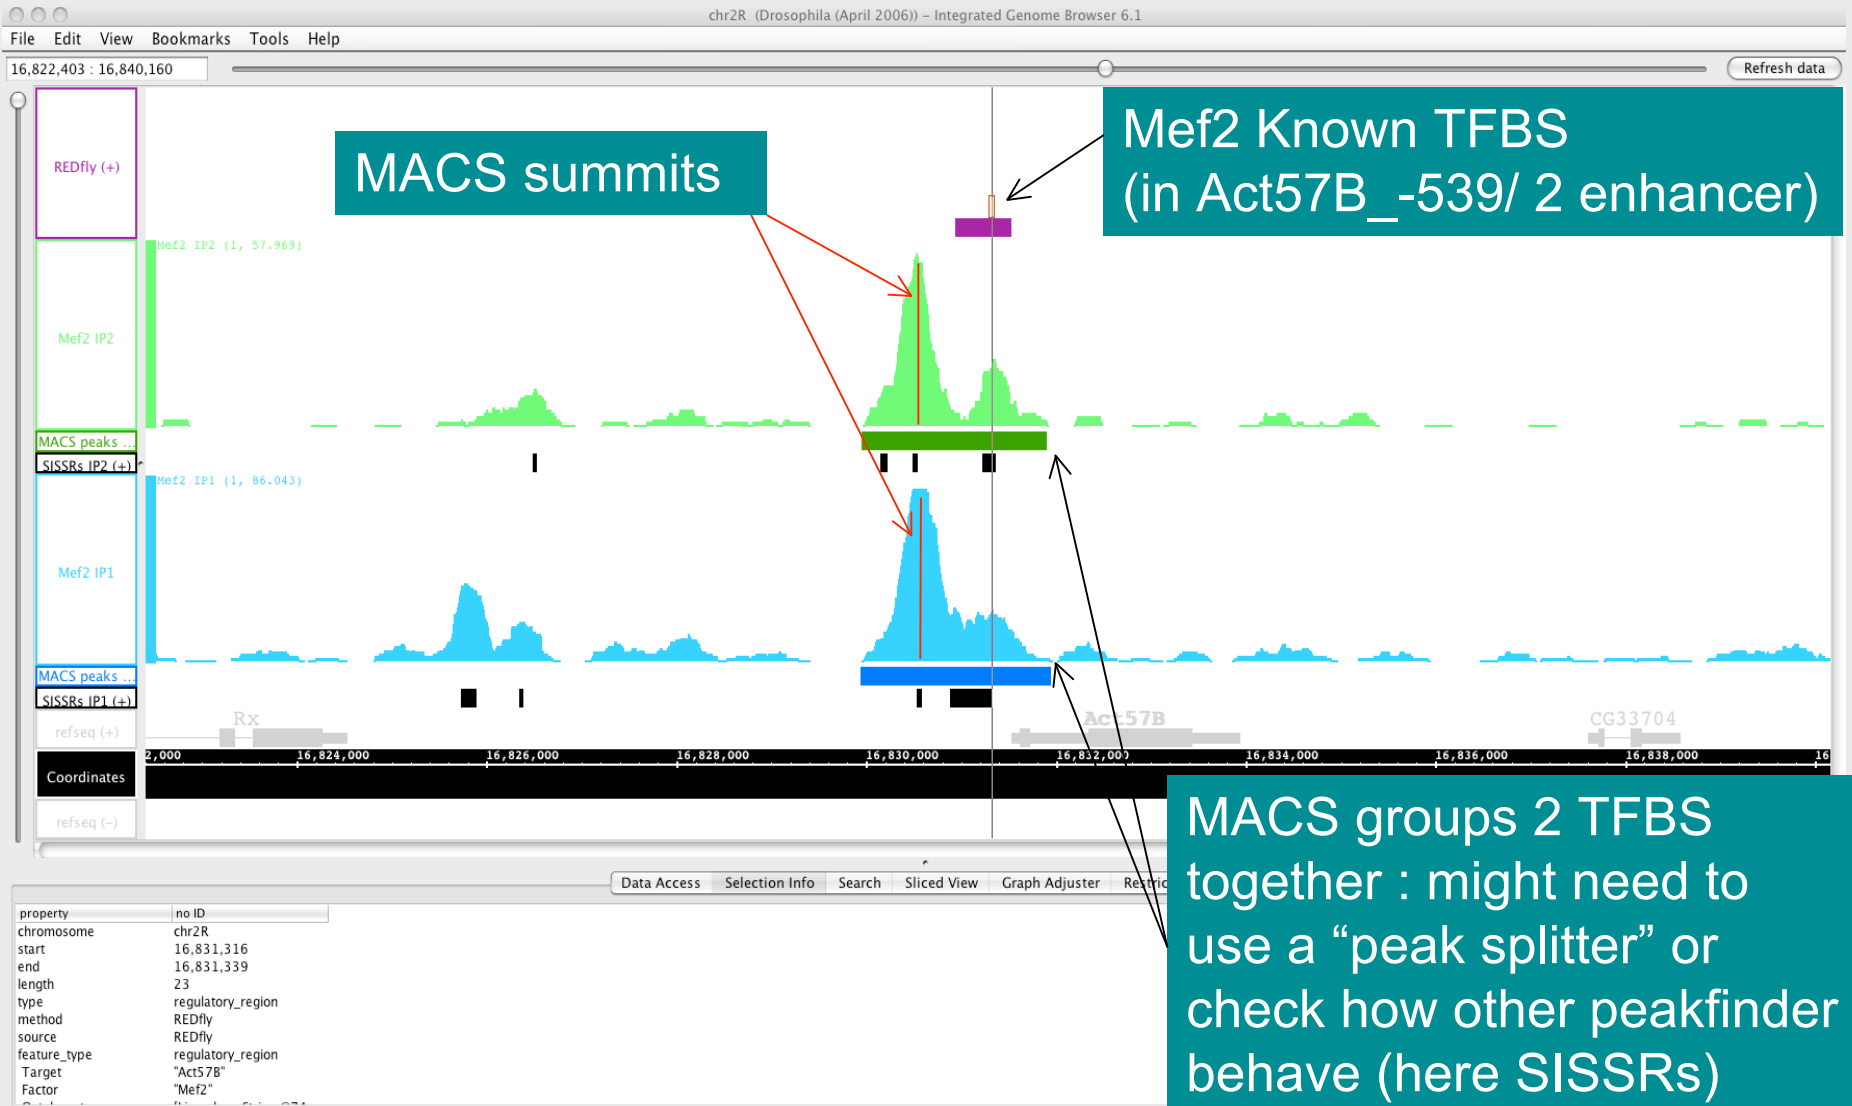 chr2R (Drosophila (April 2006)) – Integrated Genome Browser 6.1
File Edit View Bookmarks Tools Help
16,822,403 : 16,840,160
Refresh data
REDfly (+)
MACS summits
Mef2 Known TFBS
(in Act57B_-539/ 2 enhancer)
Mef2 IP2 (1, 57.969)
Mef2 IP2
MACS peaks ...
SISSRs IP2 (+)
Mef2 IP1 (1, 86.043)
Mef2 IP1
MACS peaks ...
SISSRs IP1 (+)
refseq (+)
Rx Act57B CG33704
Coordinates
2,000 16,824,000 16,826,000 16,828,000 16,830,000 16,832,000 16,834,000 16,836,000 16,838,000 16
refseq (–)
MACS groups 2 TFBS
together : might need to
use a “peak splitter” or
check how other peakfinder
behave (here SISSRs)
Data Access Selection Info Search Sliced View Graph Adjuster Restric
property no ID
chromosome chr2R
start 16,831,316
end 16,831,339
length 23
type regulatory_region
method REDfly
source REDfly
feature_type regulatory_region
Target "Act57B"
Factor "Mef2"